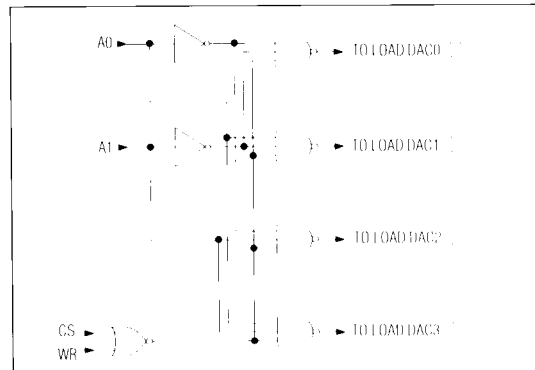 A0
TO LOAD DAC0
A1
TO LOAD DAC1
TO LOAD DAC2
CS
WR
TO LOAD DAC3